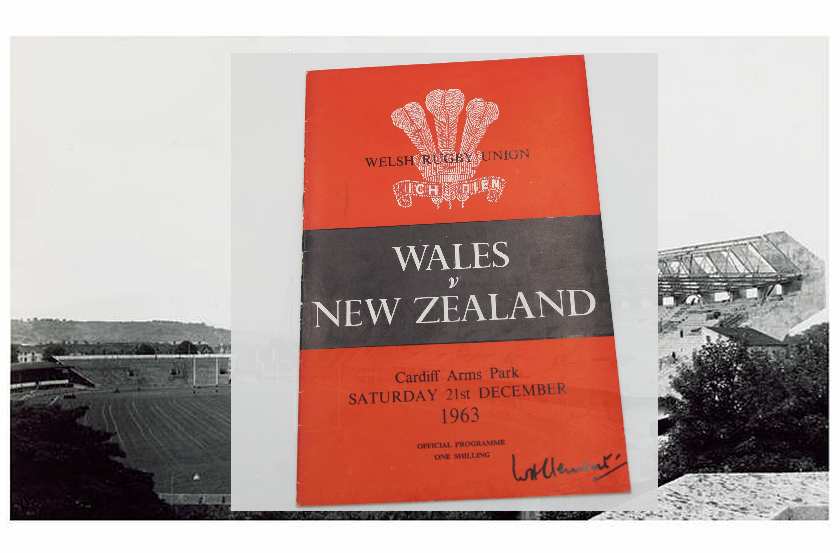 WELSH RUGBY UNION
ICH DIEN
WALES
v
NEW ZEALAND
Cardiff Arms Park
SATURDAY 21st DECEMBER
1963
OFFICIAL PROGRAMME
ONE SHILLING
WHClement